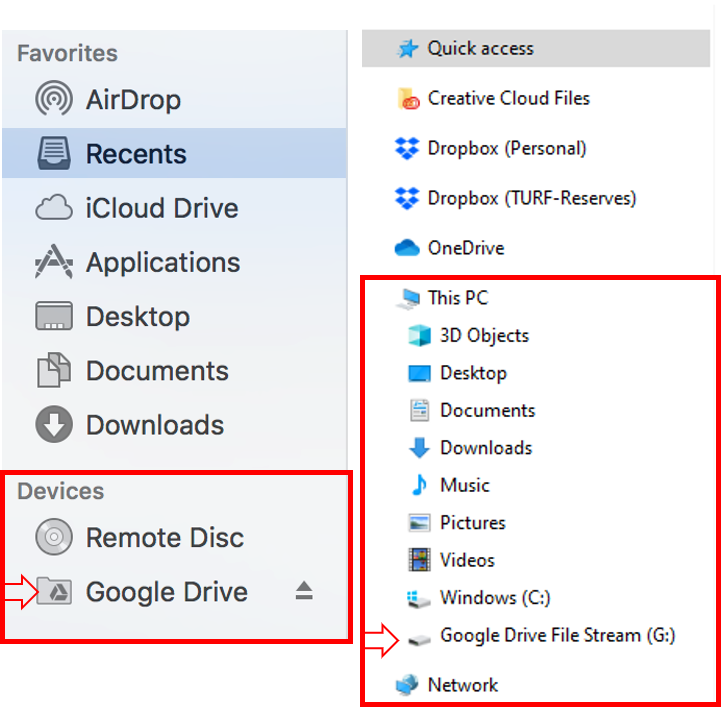 Favorites
AirDrop
Recents
iCloud Drive
Applications
Desktop
Documents
Downloads
Devices
Remote Disc
Google Drive
Quick access
Creative Cloud Files
Dropbox (Personal)
Dropbox (TURF-Reserves)
OneDrive
This PC
3D Objects
Desktop
Documents
Downloads
Music
Pictures
Videos
Windows (C:)
Google Drive File Stream (G:)
Network